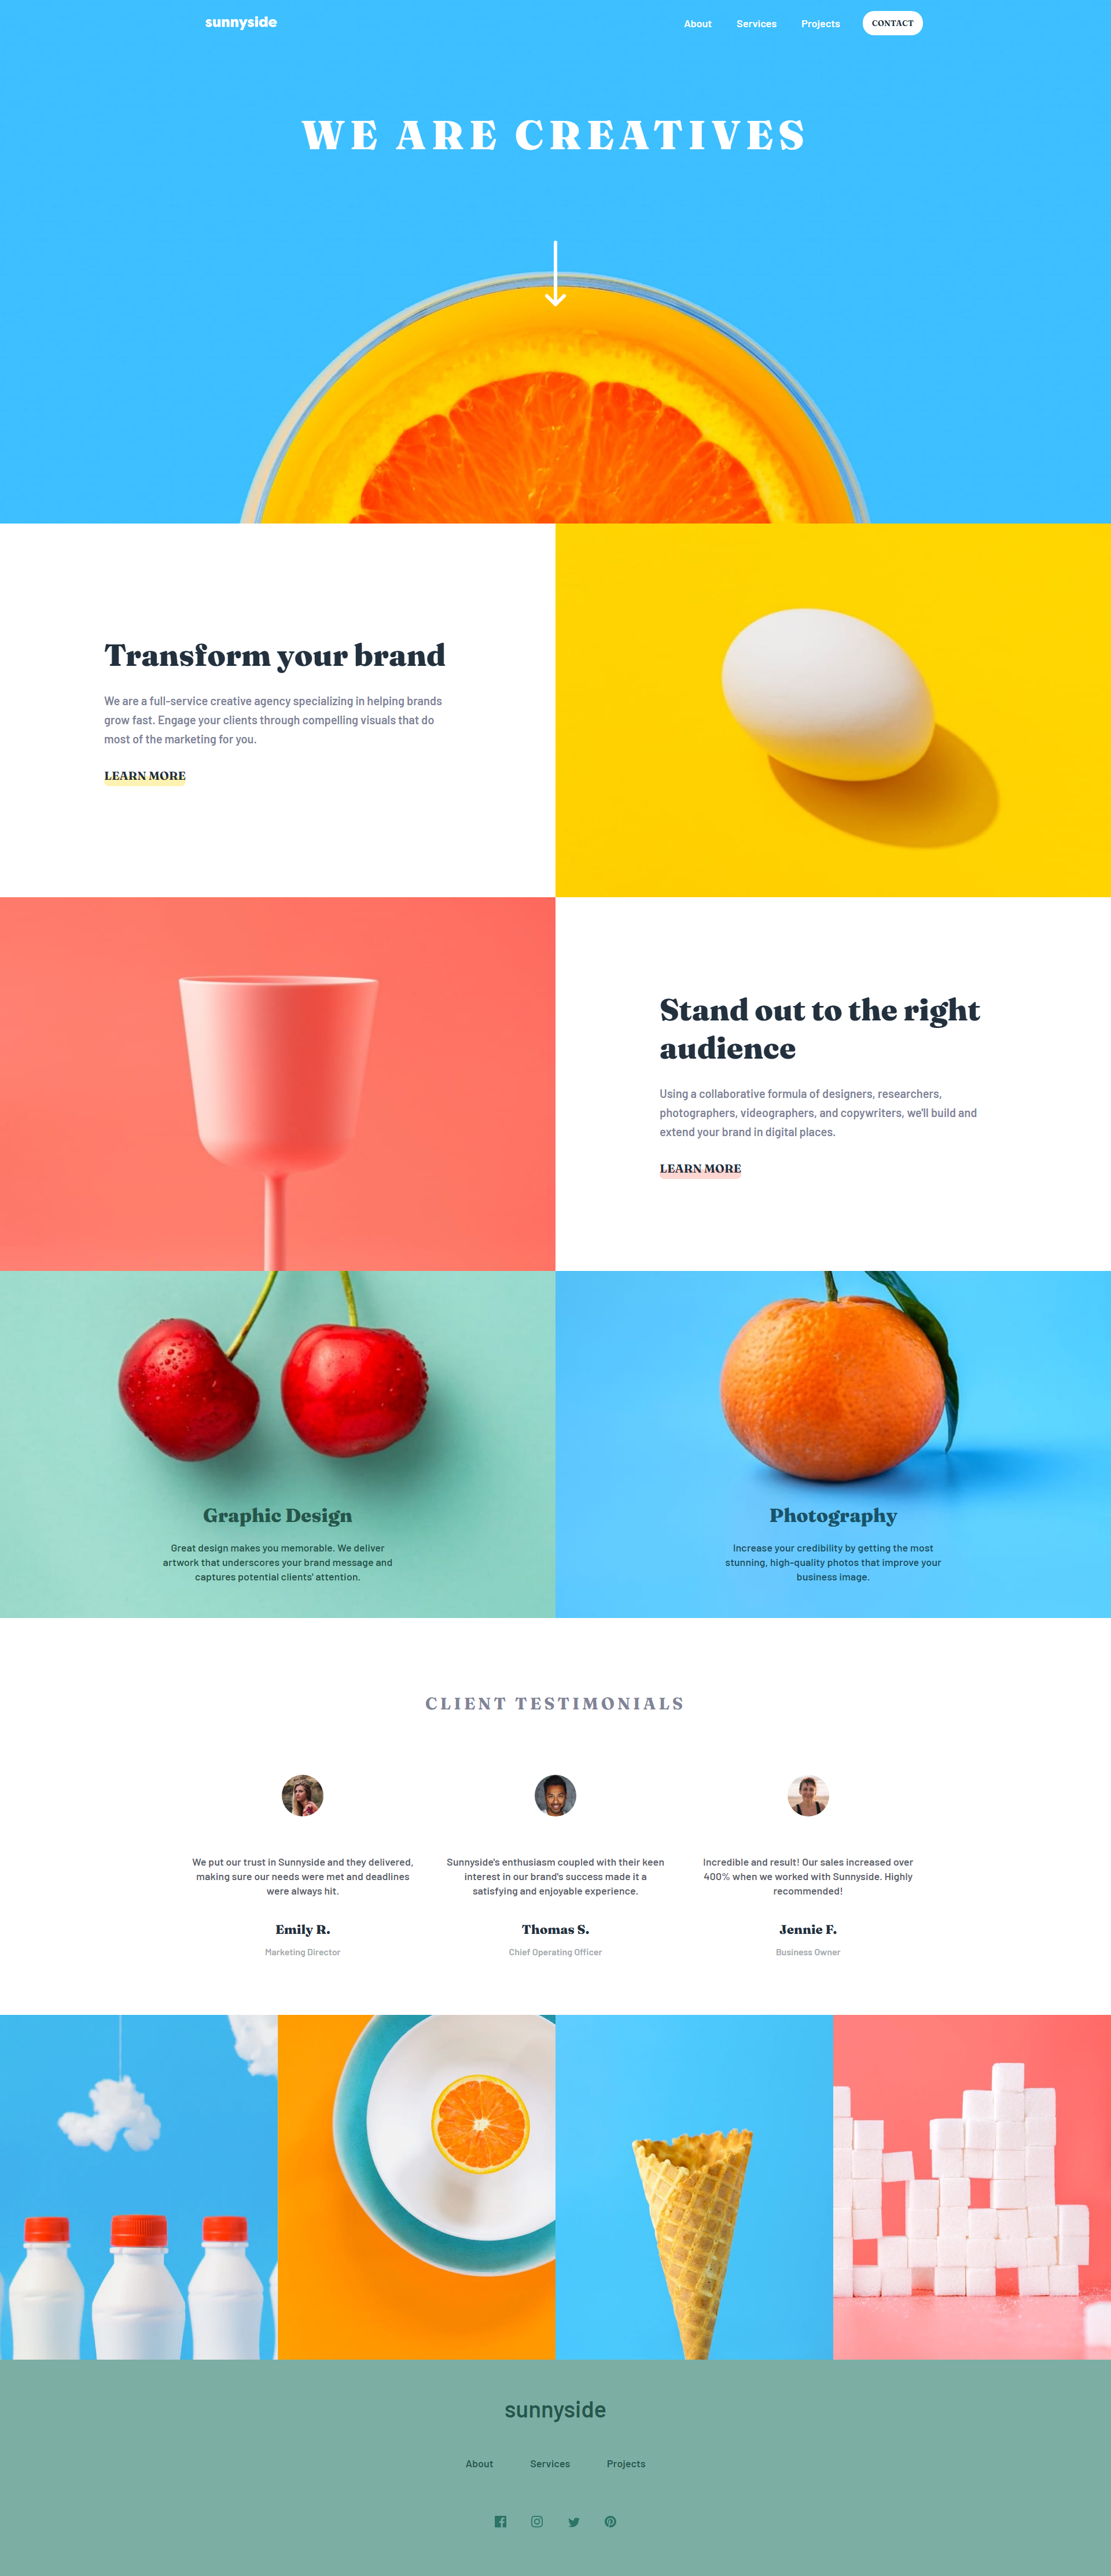 sunnyside
About Services Projects CONTACT
WE ARE CREATIVES
Transform your brand
We are a full-service creative agency specializing in helping brands
grow fast. Engage your clients through compelling visuals that do
most of the marketing for you.
LEARN MORE
Stand out to the right
audience
Using a collaborative formula of designers, researchers,
photographers, videographers, and copywriters, we'll build and
extend your brand in digital places.
LEARN MORE
Graphic Design
Great design makes you memorable. We deliver
artwork that underscores your brand message and
captures potential clients' attention.
Photography
Increase your credibility by getting the most
stunning, high-quality photos that improve your
business image.
CLIENT TESTIMONIALS
We put our trust in Sunnyside and they delivered,
making sure our needs were met and deadlines
were always hit.
Emily R.
Marketing Director
Sunnyside's enthusiasm coupled with their keen
interest in our brand's success made it a
satisfying and enjoyable experience.
Thomas S.
Chief Operating Officer
Incredible end result! Our sales increased over
400% when we worked with Sunnyside. Highly
recommended!
Jennie F.
Business Owner
sunnyside
About Services Projects